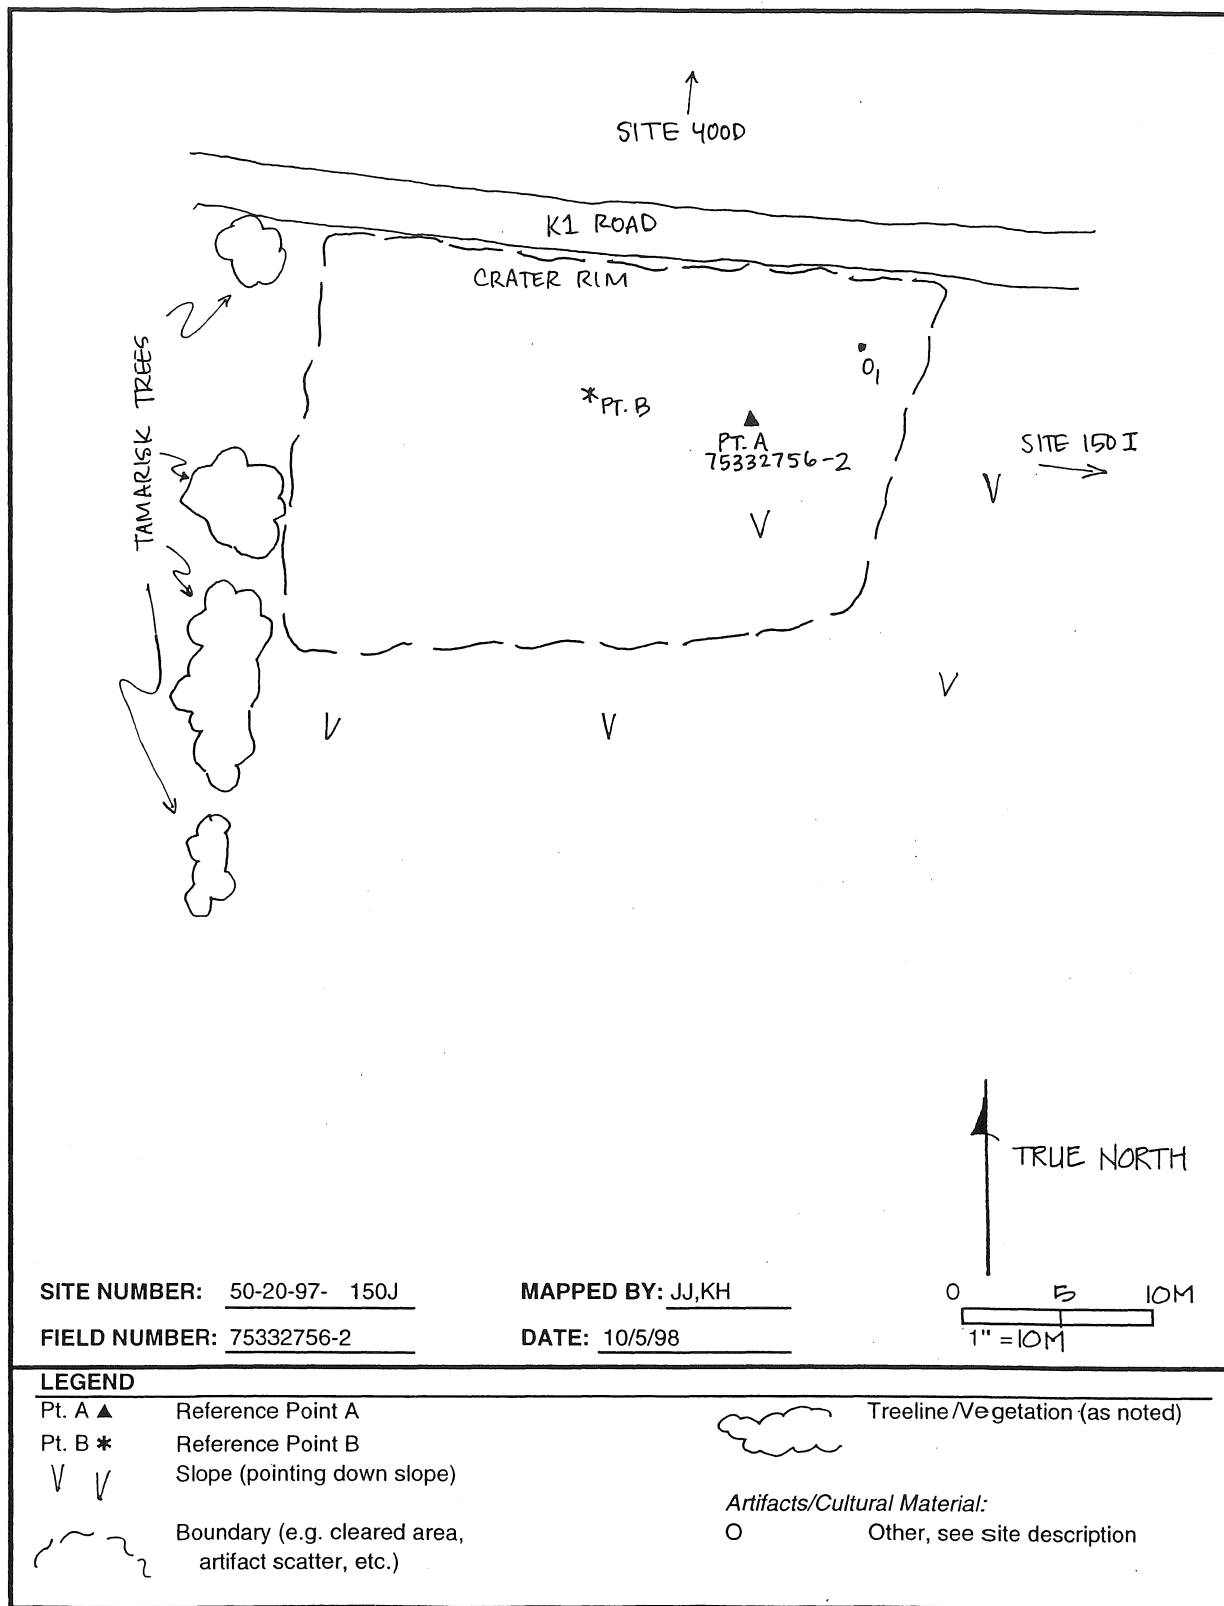 SITE 400D
K1 ROAD
CRATER RIM
TAMARISK TREES
O1
*PT. B
PT. A
75332756-2
SITE 150I
V
V
V
V
V
TRUE NORTH
SITE NUMBER: 50-20-97- 150J
MAPPED BY: JJ,KH
0 5 10M
FIELD NUMBER: 75332756-2
DATE: 10/5/98
1" = 10M
LEGEND
Pt. A ▲ Reference Point A
Treeline/Vegetation (as noted)
Pt. B * Reference Point B
V V Slope (pointing down slope)
Artifacts/Cultural Material:
Boundary (e.g. cleared area,
O Other, see site description
artifact scatter, etc.)